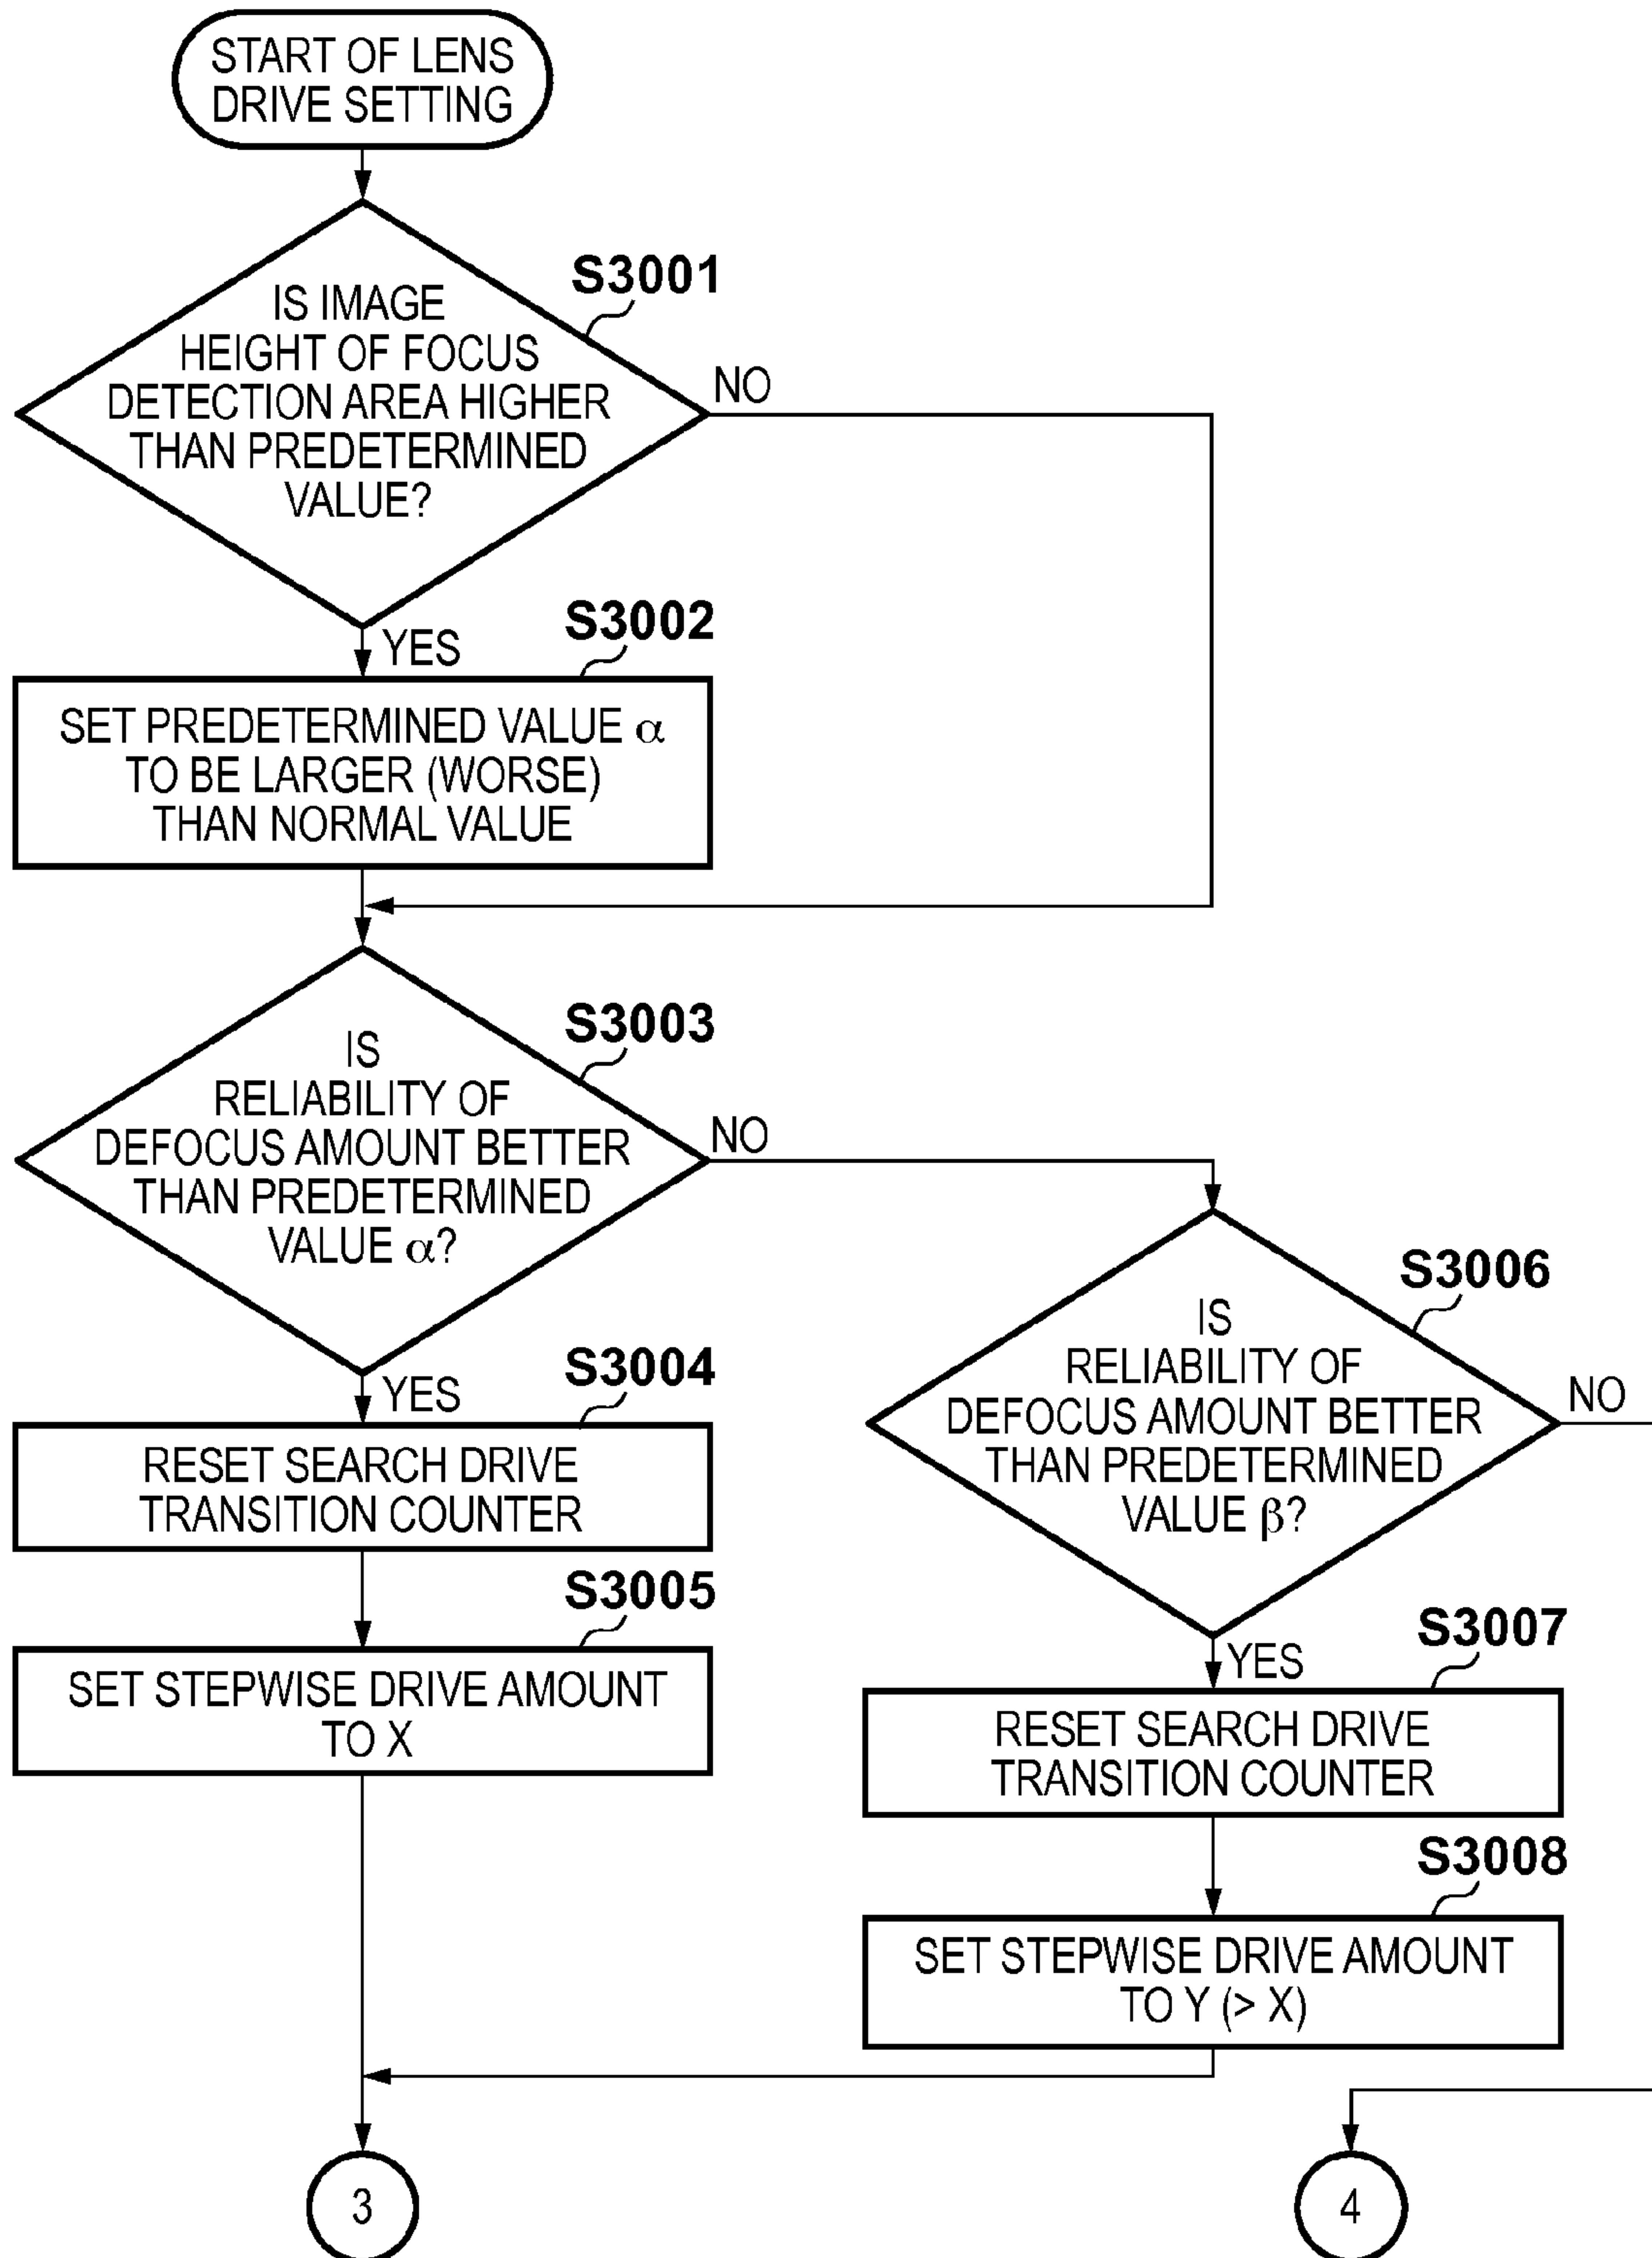 START OF LENS
DRIVE SETTING
S3001
IS IMAGE
HEIGHT OF FOCUS
DETECTION AREA HIGHER
THAN PREDETERMINED
VALUE?
NO
YES
S3002
SET PREDETERMINED VALUE α
TO BE LARGER (WORSE)
THAN NORMAL VALUE
S3003
IS
RELIABILITY OF
DEFOCUS AMOUNT BETTER
THAN PREDETERMINED
VALUE α?
NO
YES
S3004
RESET SEARCH DRIVE
TRANSITION COUNTER
S3005
SET STEPWISE DRIVE AMOUNT
TO X
S3006
IS
RELIABILITY OF
DEFOCUS AMOUNT BETTER
THAN PREDETERMINED
VALUE β?
NO
YES
S3007
RESET SEARCH DRIVE
TRANSITION COUNTER
S3008
SET STEPWISE DRIVE AMOUNT
TO Y (> X)
3
4